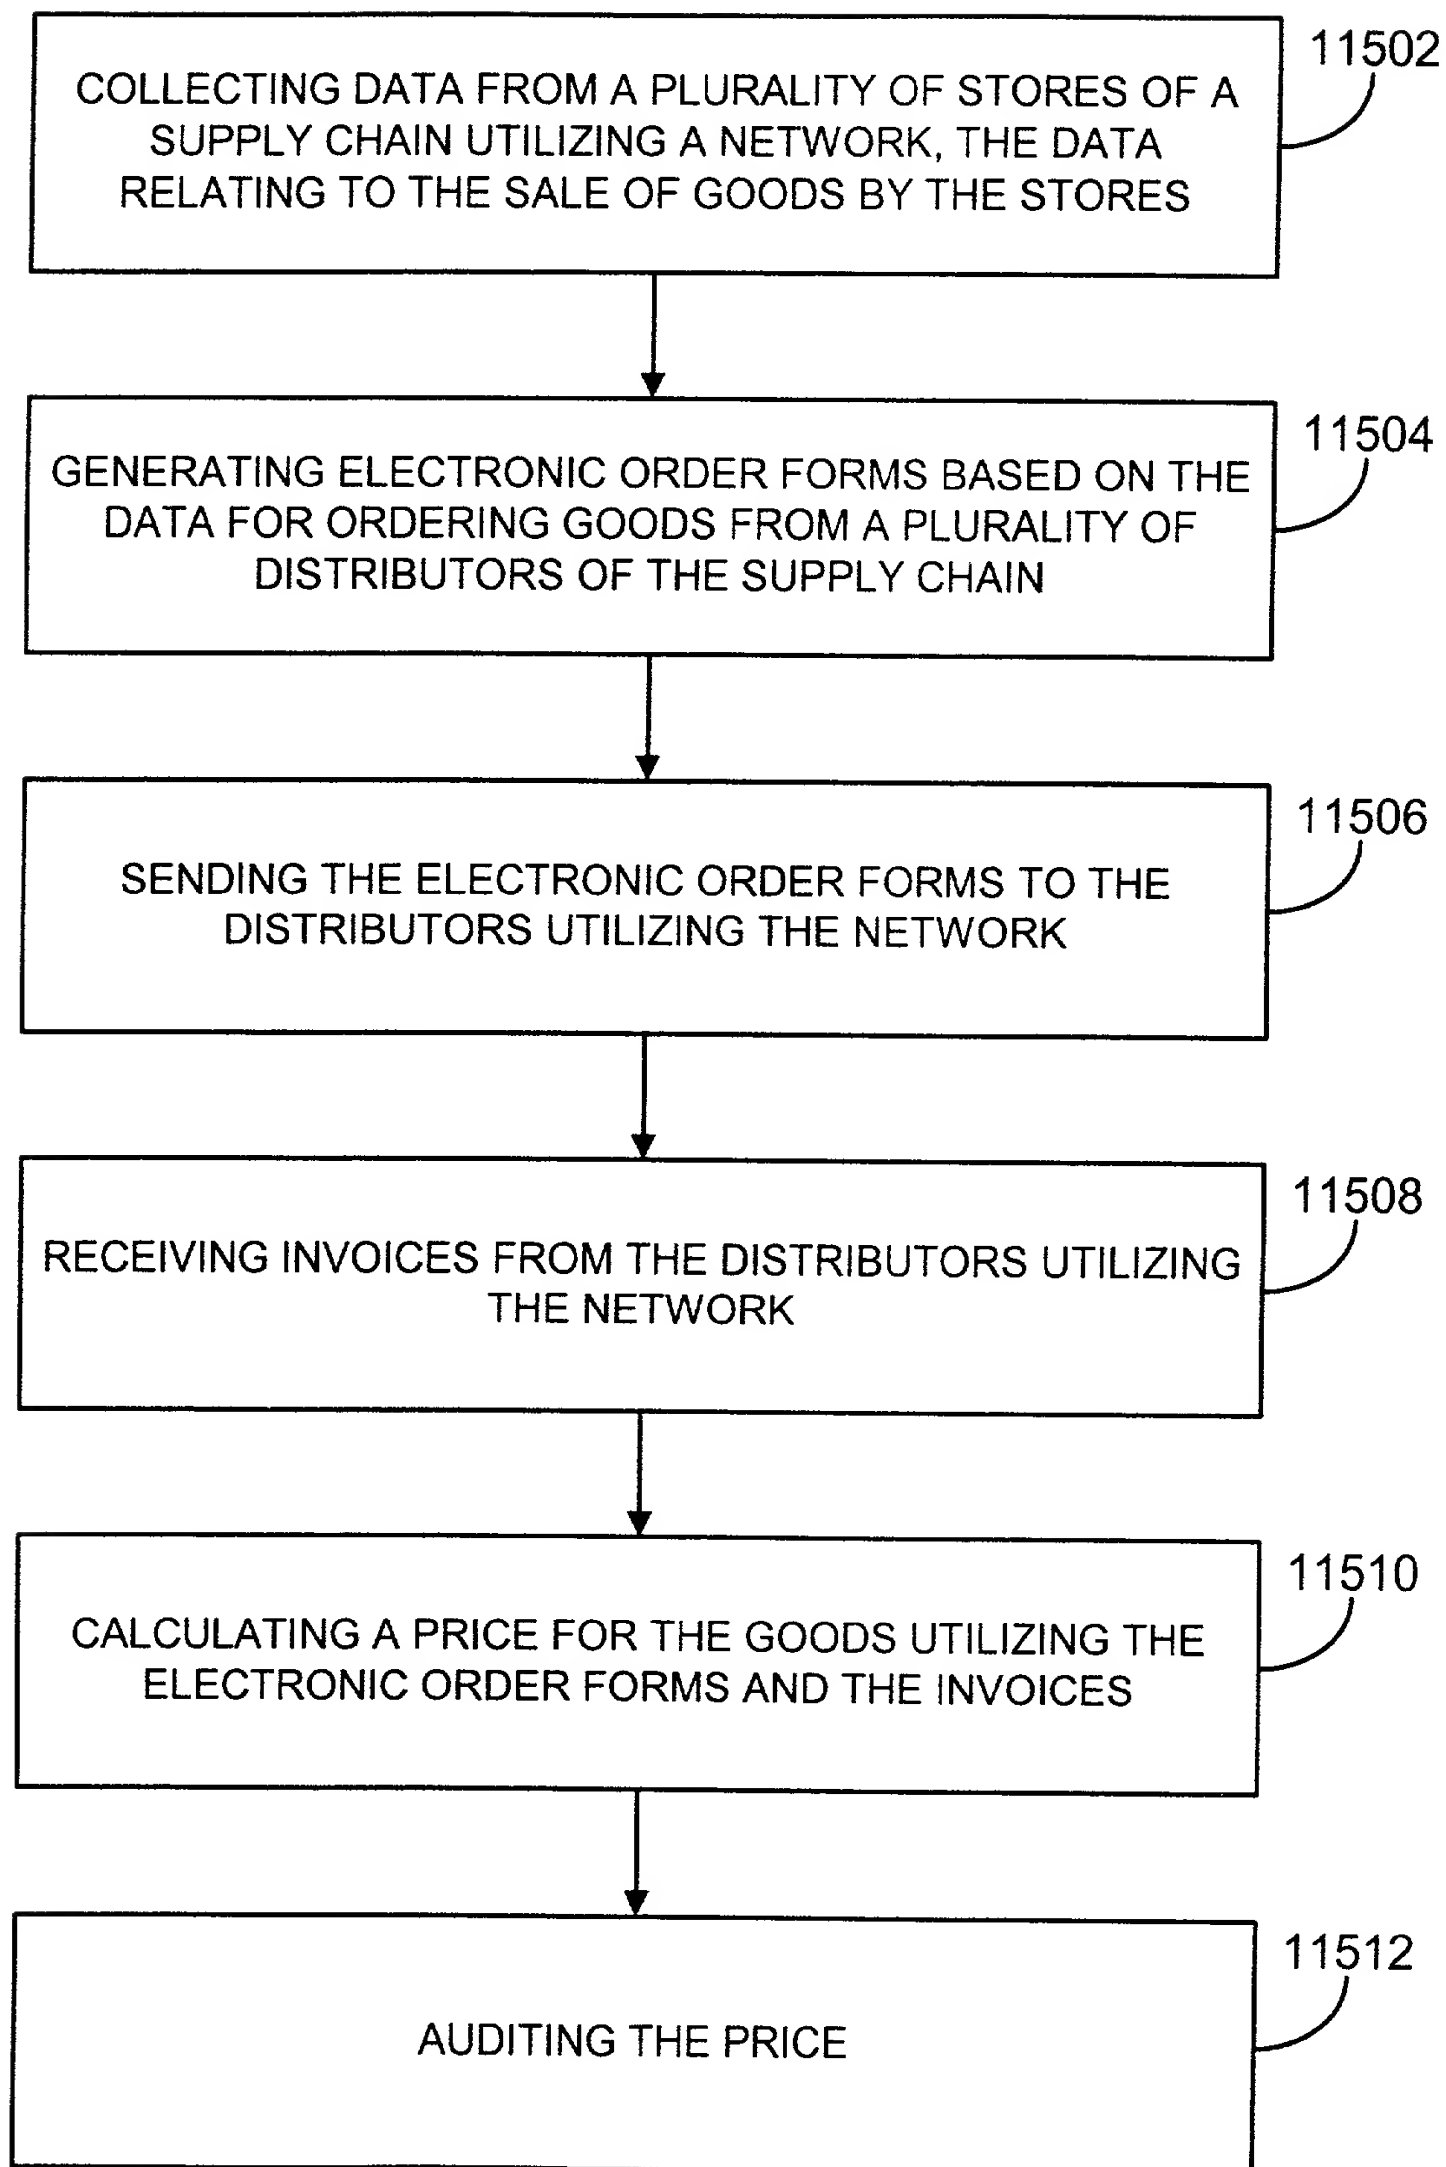 11502
COLLECTING DATA FROM A PLURALITY OF STORES OF A
SUPPLY CHAIN UTILIZING A NETWORK, THE DATA
RELATING TO THE SALE OF GOODS BY THE STORES
11504
GENERATING ELECTRONIC ORDER FORMS BASED ON THE
DATA FOR ORDERING GOODS FROM A PLURALITY OF
DISTRIBUTORS OF THE SUPPLY CHAIN
11506
SENDING THE ELECTRONIC ORDER FORMS TO THE
DISTRIBUTORS UTILIZING THE NETWORK
11508
RECEIVING INVOICES FROM THE DISTRIBUTORS UTILIZING
THE NETWORK
11510
CALCULATING A PRICE FOR THE GOODS UTILIZING THE
ELECTRONIC ORDER FORMS AND THE INVOICES
11512
AUDITING THE PRICE